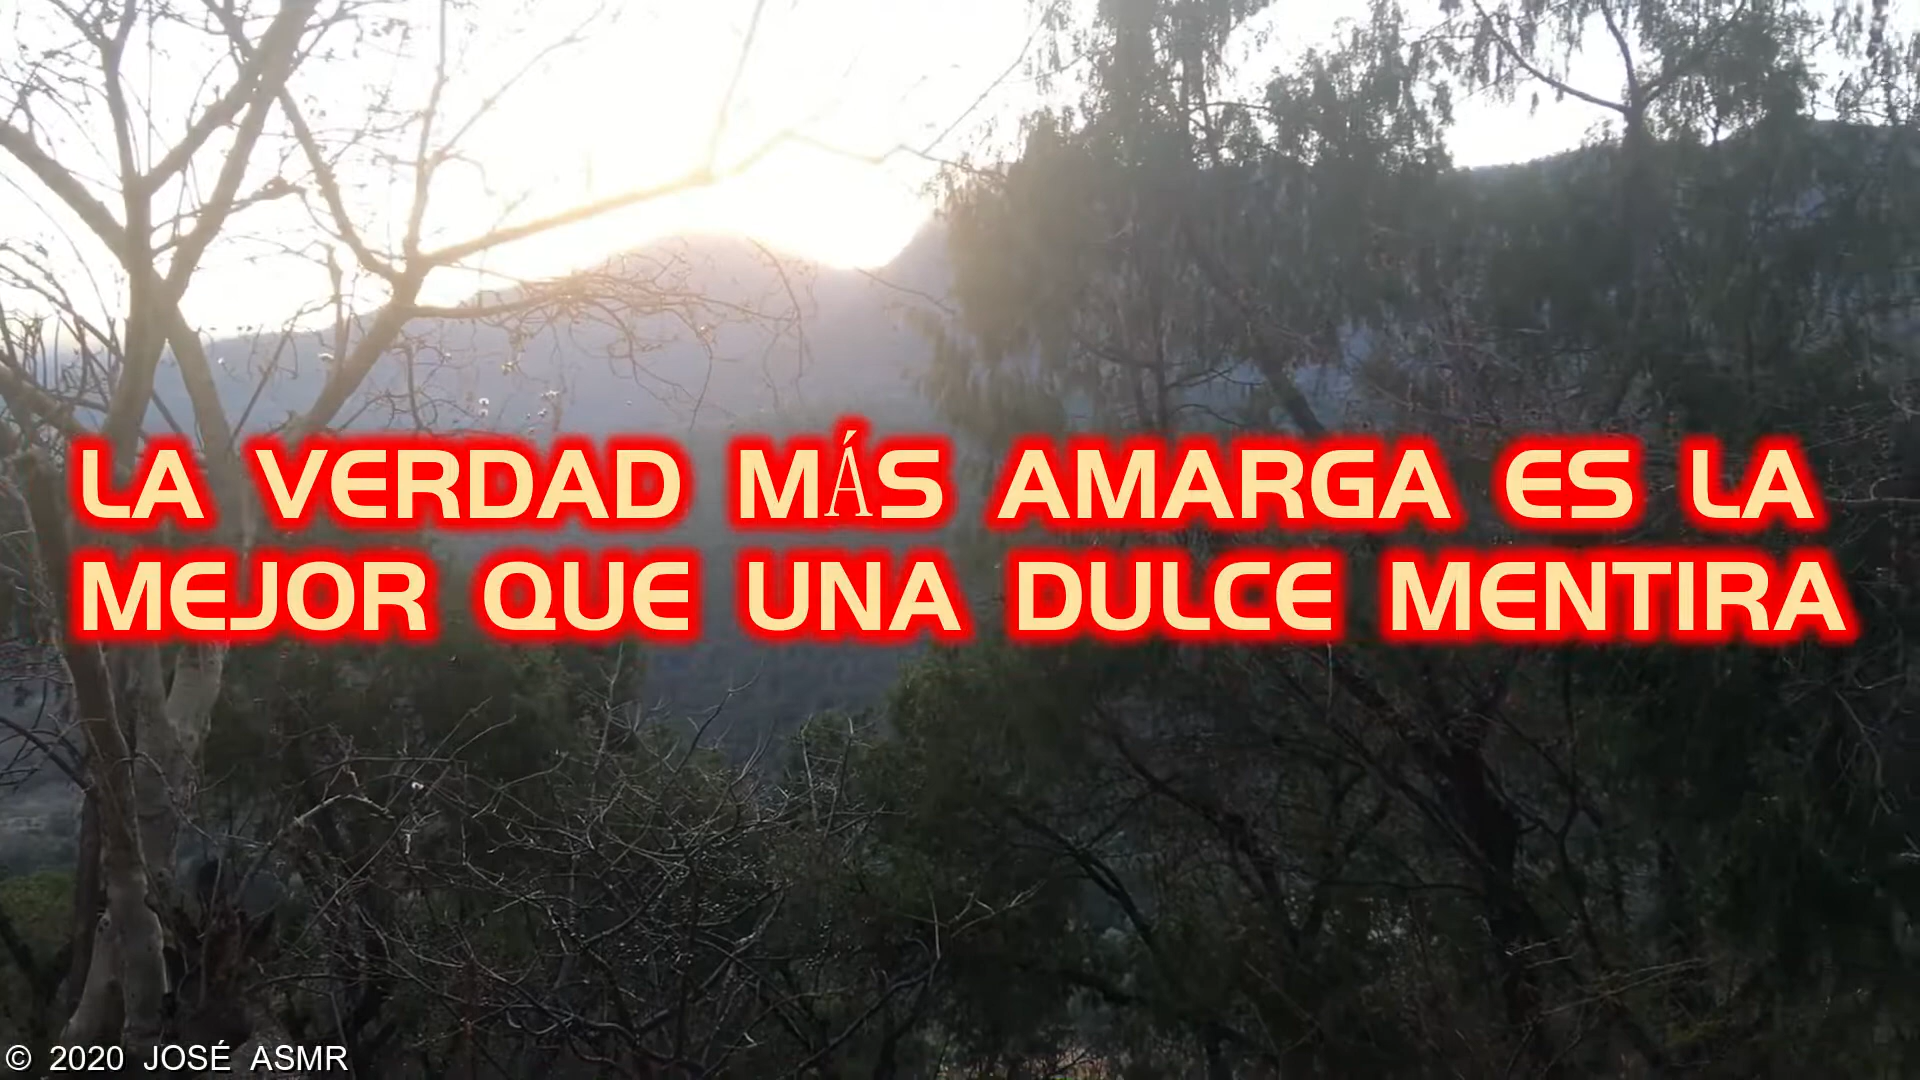 LA VERDAD MÁS AMARGA ES LA
MEJOR QUE UNA DULCE MENTIRA
© 2020 JOSÉ ASMR